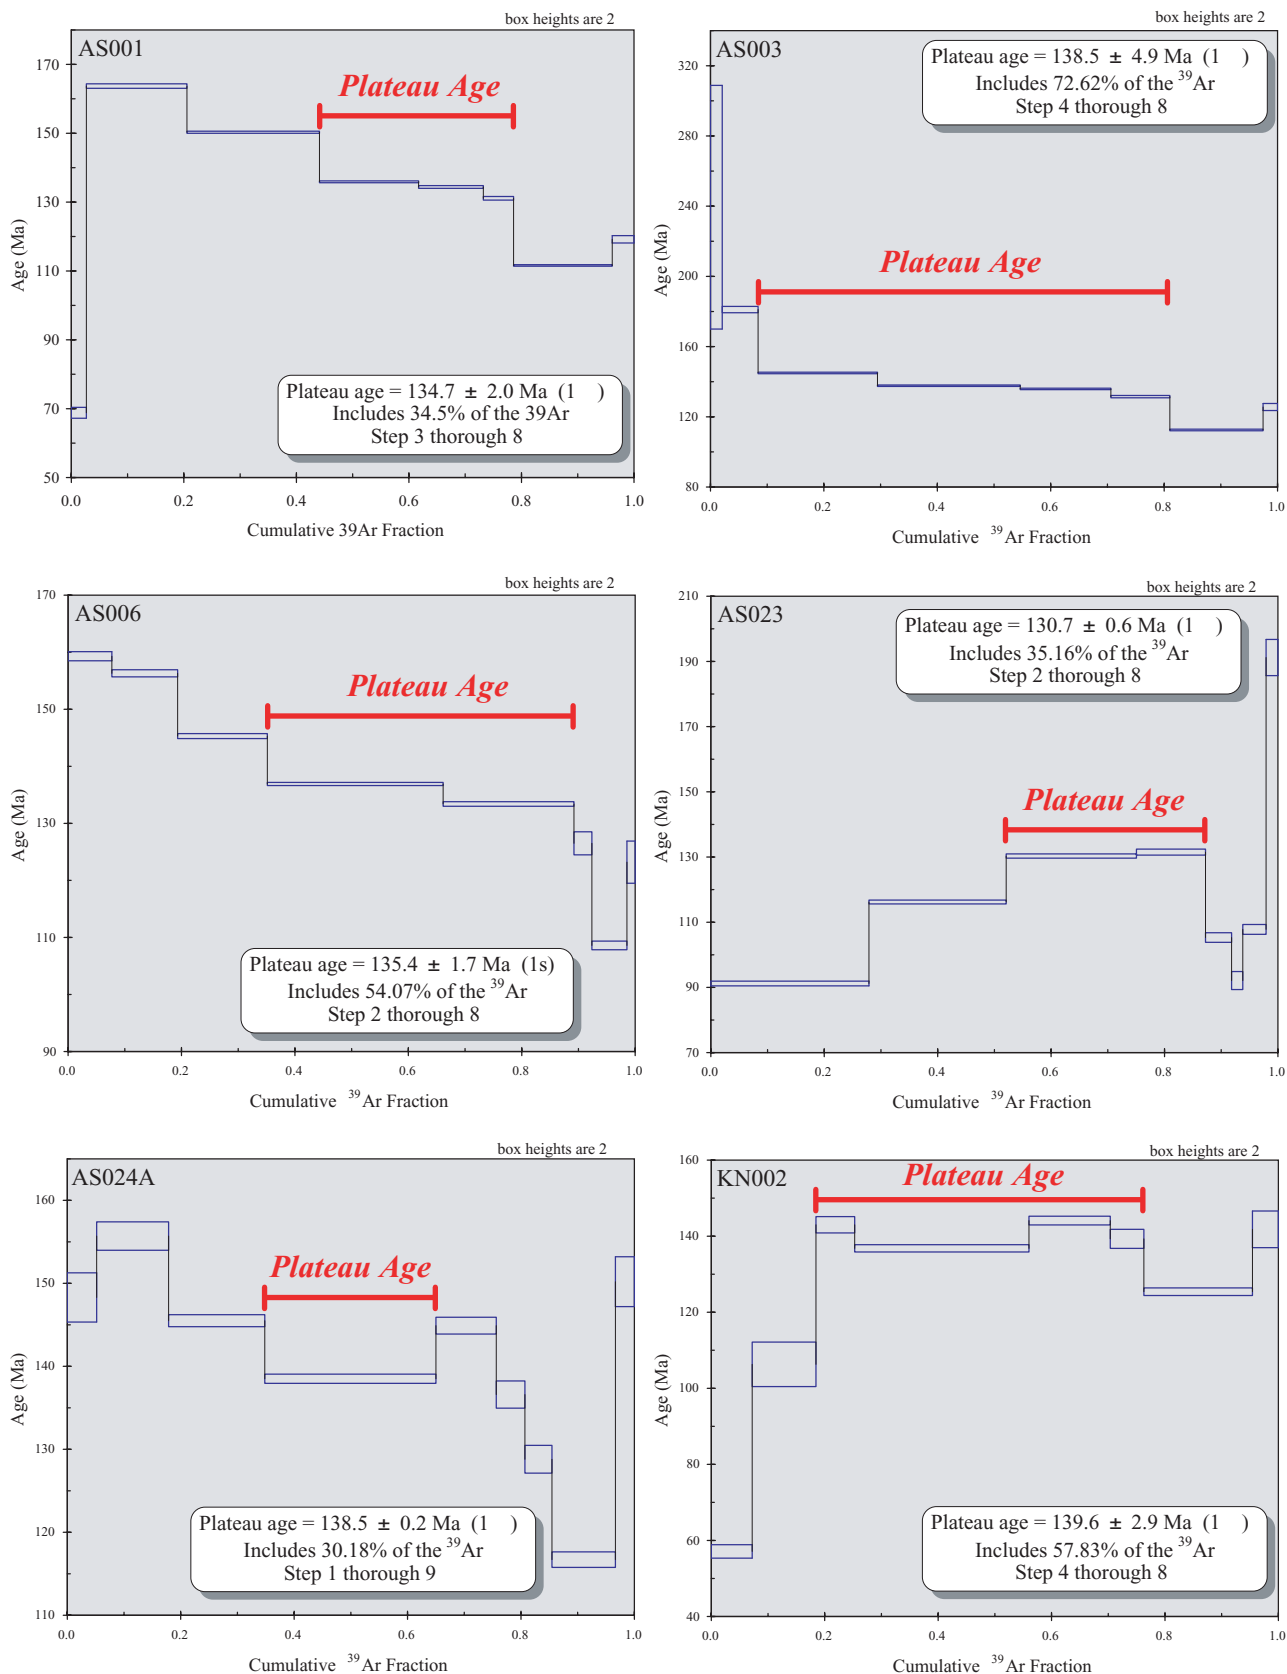 box heights are 2
AS001
170
150
130
110
90
70
50
Age (Ma)
Plateau Age
Plateau age = 134.7 ± 2.0 Ma (1 )
Includes 34.5% of the 39Ar
Step 3 thorough 8
0.0 0.2 0.4 0.6 0.8 1.0
Cumulative 39Ar Fraction
box heights are 2
AS003
Plateau age = 138.5 ± 4.9 Ma (1 )
Includes 72.62% of the 39Ar
Step 4 thorough 8
320
280
240
200
160
120
80
Age (Ma)
Plateau Age
0.0 0.2 0.4 0.6 0.8 1.0
Cumulative 39Ar Fraction
box heights are 2
AS006
170
150
130
110
90
Age (Ma)
Plateau Age
Plateau age = 135.4 ± 1.7 Ma (1s)
Includes 54.07% of the 39Ar
Step 2 thorough 8
0.0 0.2 0.4 0.6 0.8 1.0
Cumulative 39Ar Fraction
box heights are 2
AS023
Plateau age = 130.7 ± 0.6 Ma (1 )
Includes 35.16% of the 39Ar
Step 2 thorough 8
210
190
170
150
130
110
90
70
Age (Ma)
Plateau Age
0.0 0.2 0.4 0.6 0.8 1.0
Cumulative 39Ar Fraction
box heights are 2
AS024A
160
150
140
130
120
110
Age (Ma)
Plateau Age
Plateau age = 138.5 ± 0.2 Ma (1 )
Includes 30.18% of the 39Ar
Step 1 thorough 9
0.0 0.2 0.4 0.6 0.8 1.0
Cumulative 39Ar Fraction
box heights are 2
KN002
160
140
120
100
80
60
40
Age (Ma)
Plateau Age
Plateau age = 139.6 ± 2.9 Ma (1 )
Includes 57.83% of the 39Ar
Step 4 thorough 8
0.0 0.2 0.4 0.6 0.8 1.0
Cumulative 39Ar Fraction